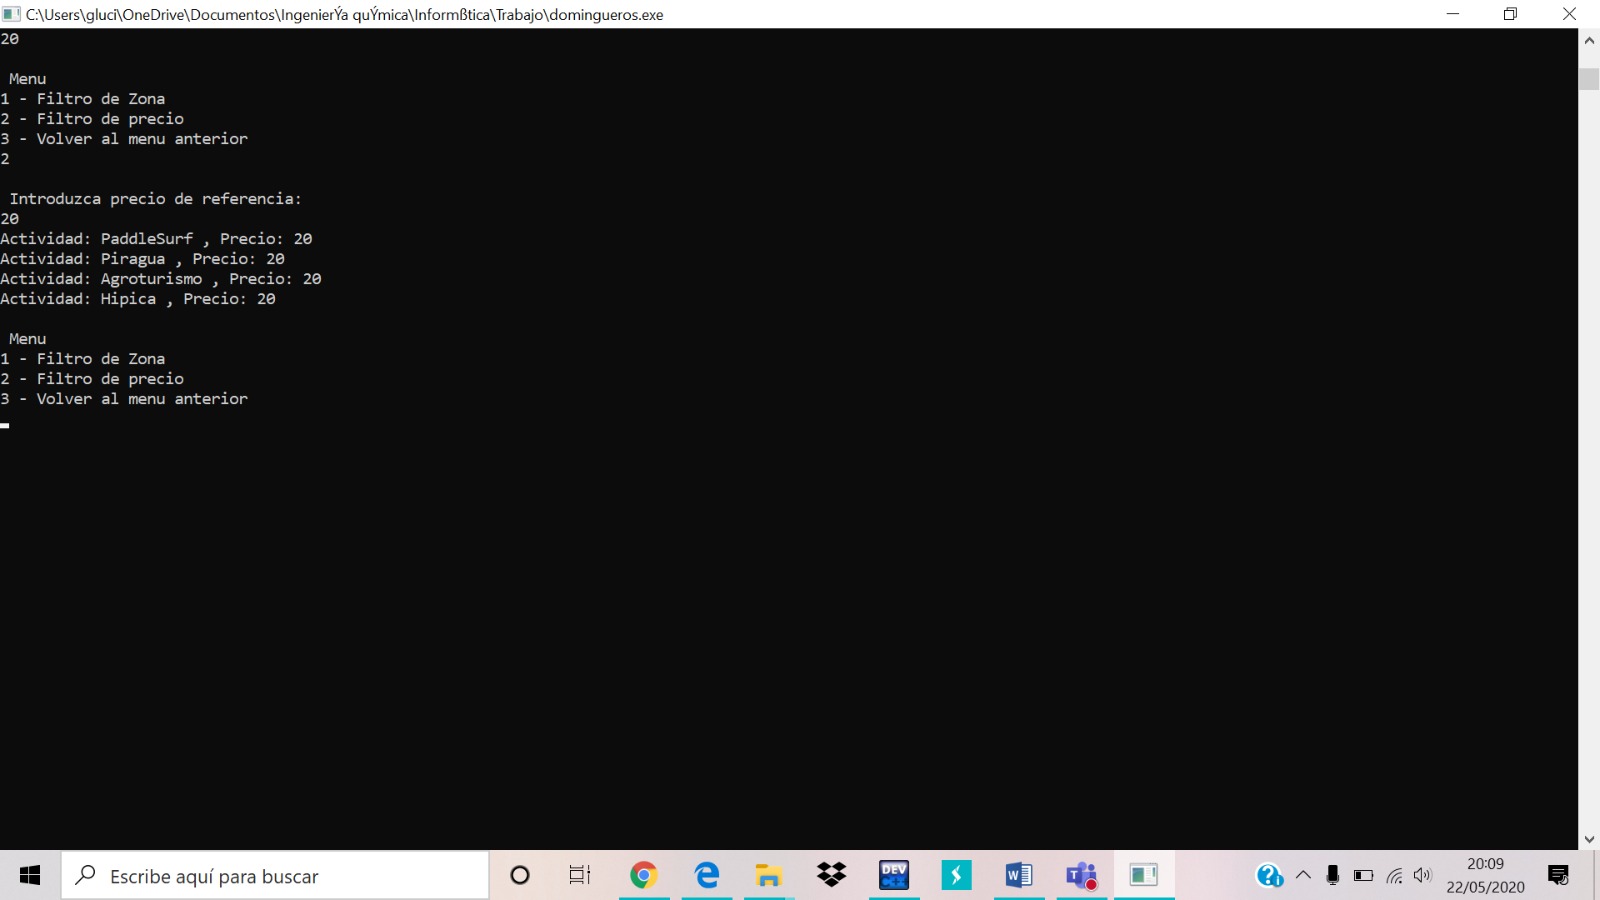 C:\Users\gluci\OneDrive\Documentos\IngenierÝa quÝmica\Informßtica\Trabajo\domingueros.exe
20
Menu
1 - Filtro de Zona
2 - Filtro de precio
3 - Volver al menu anterior
2
Introduzca precio de referencia:
20
Actividad: PaddleSurf , Precio: 20
Actividad: Piragua , Precio: 20
Actividad: Agroturismo , Precio: 20
Actividad: Hipica , Precio: 20
Menu
1 - Filtro de Zona
2 - Filtro de precio
3 - Volver al menu anterior
Escribe aquí para buscar
DEV
W
T
20:09
22/05/2020